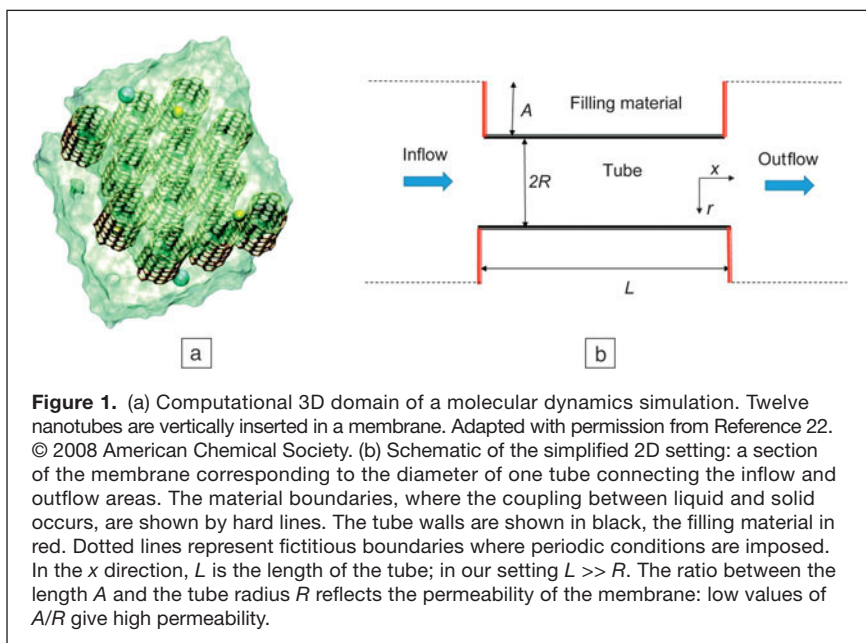 A
Filling material
Inflow
2R
Tube
x
Outflow
r
L
a
b
Figure 1. (a) Computational 3D domain of a molecular dynamics simulation. Twelve
nanotubes are vertically inserted in a membrane. Adapted with permission from Reference 22.
© 2008 American Chemical Society. (b) Schematic of the simplified 2D setting: a section
of the membrane corresponding to the diameter of one tube connecting the inflow and
outflow areas. The material boundaries, where the coupling between liquid and solid
occurs, are shown by hard lines. The tube walls are shown in black, the filling material in
red. Dotted lines represent fictitious boundaries where periodic conditions are imposed.
In the x direction, L is the length of the tube; in our setting L >> R. The ratio between the
length A and the tube radius R reflects the permeability of the membrane: low values of
A/R give high permeability.